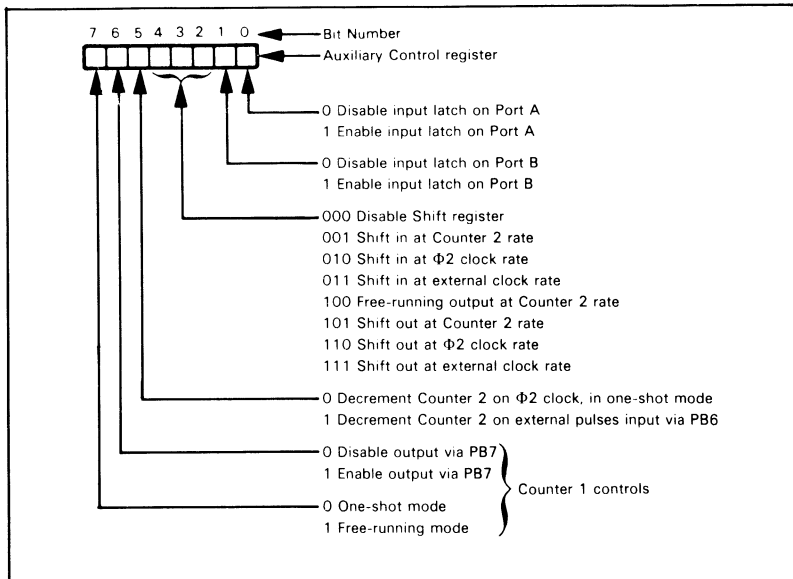 7 6 5 4 3 2 1 0 Bit Number
Auxiliary Control register
0 Disable input latch on Port A
1 Enable input latch on Port A
0 Disable input latch on Port B
1 Enable input latch on Port B
000 Disable Shift register
001 Shift in at Counter 2 rate
010 Shift in at Φ2 clock rate
011 Shift in at external clock rate
100 Free-running output at Counter 2 rate
101 Shift out at Counter 2 rate
110 Shift out at Φ2 clock rate
111 Shift out at external clock rate
0 Decrement Counter 2 on Φ2 clock, in one-shot mode
1 Decrement Counter 2 on external pulses input via PB6
0 Disable output via PB7
1 Enable output via PB7
Counter 1 controls
0 One-shot mode
1 Free-running mode